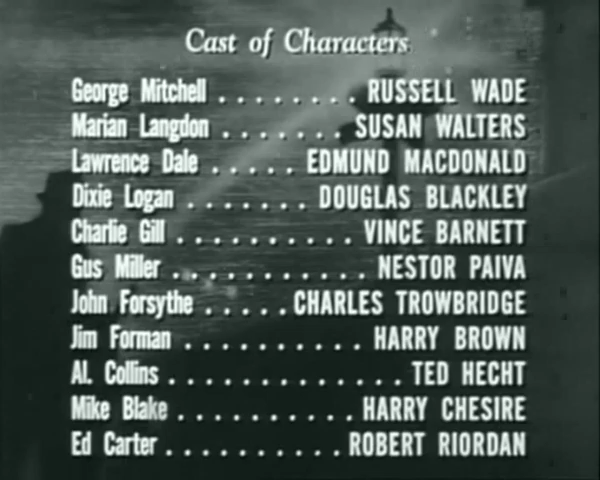 Cast of Characters
George Mitchell ........ RUSSELL WADE
Marian Langdon ....... SUSAN WALTERS
Lawrence Dale ..... EDMUND MACDONALD
Dixie Logan ....... DOUGLAS BLACKLEY
Charlie Gill .......... VINCE BARNETT
Gus Miller ........... NESTOR PAIVA
John Forsythe ..... CHARLES TROWBRIDGE
Jim Forman .......... HARRY BROWN
Al. Collins ............. TED HECHT
Mike Blake .......... HARRY CHESIRE
Ed Carter .......... ROBERT RIORDAN